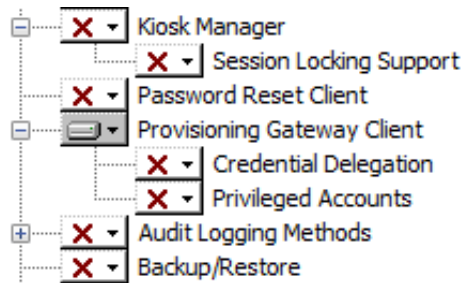 Kiosk Manager
Session Locking Support
Password Reset Client
Provisioning Gateway Client
Credential Delegation
Privileged Accounts
Audit Logging Methods
Backup/Restore